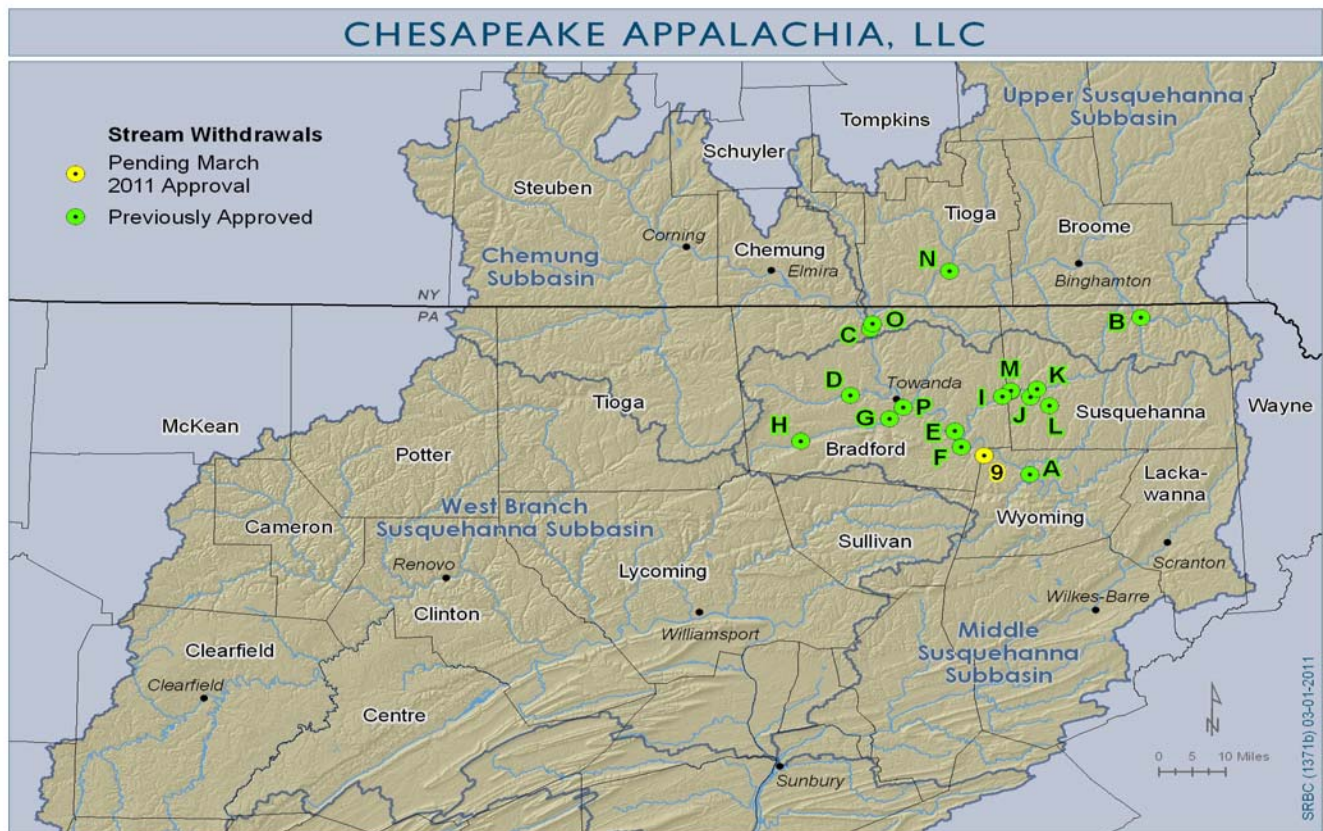 CHESAPEAKE APPALACHIA, LLC
Stream Withdrawals
Pending March
2011 Approval
Previously Approved
Upper Susquehanna
Subbasin
Tompkins
Schuyler
Steuben
Tioga
Broome
Corning
Chemung
Elmira
Chemung
Subbasin
N
Binghamton
NY
PA
O
C
B
D
Towanda
M
K
I
J
L
Susquehanna
Wayne
Tioga
McKean
H
G
P
E
F
Bradford
9
A
Potter
Lacka-
wanna
Wyoming
West Branch
Susquehanna Subbasin
Cameron
Sullivan
Scranton
Renovo
Lycoming
Clinton
Wilkes-Barre
Williamsport
Middle
Susquehanna
Subbasin
Clearfield
Clearfield
Centre
N
0 5 10 Miles
Sunbury
SRBC (1371b) 03-01-2011